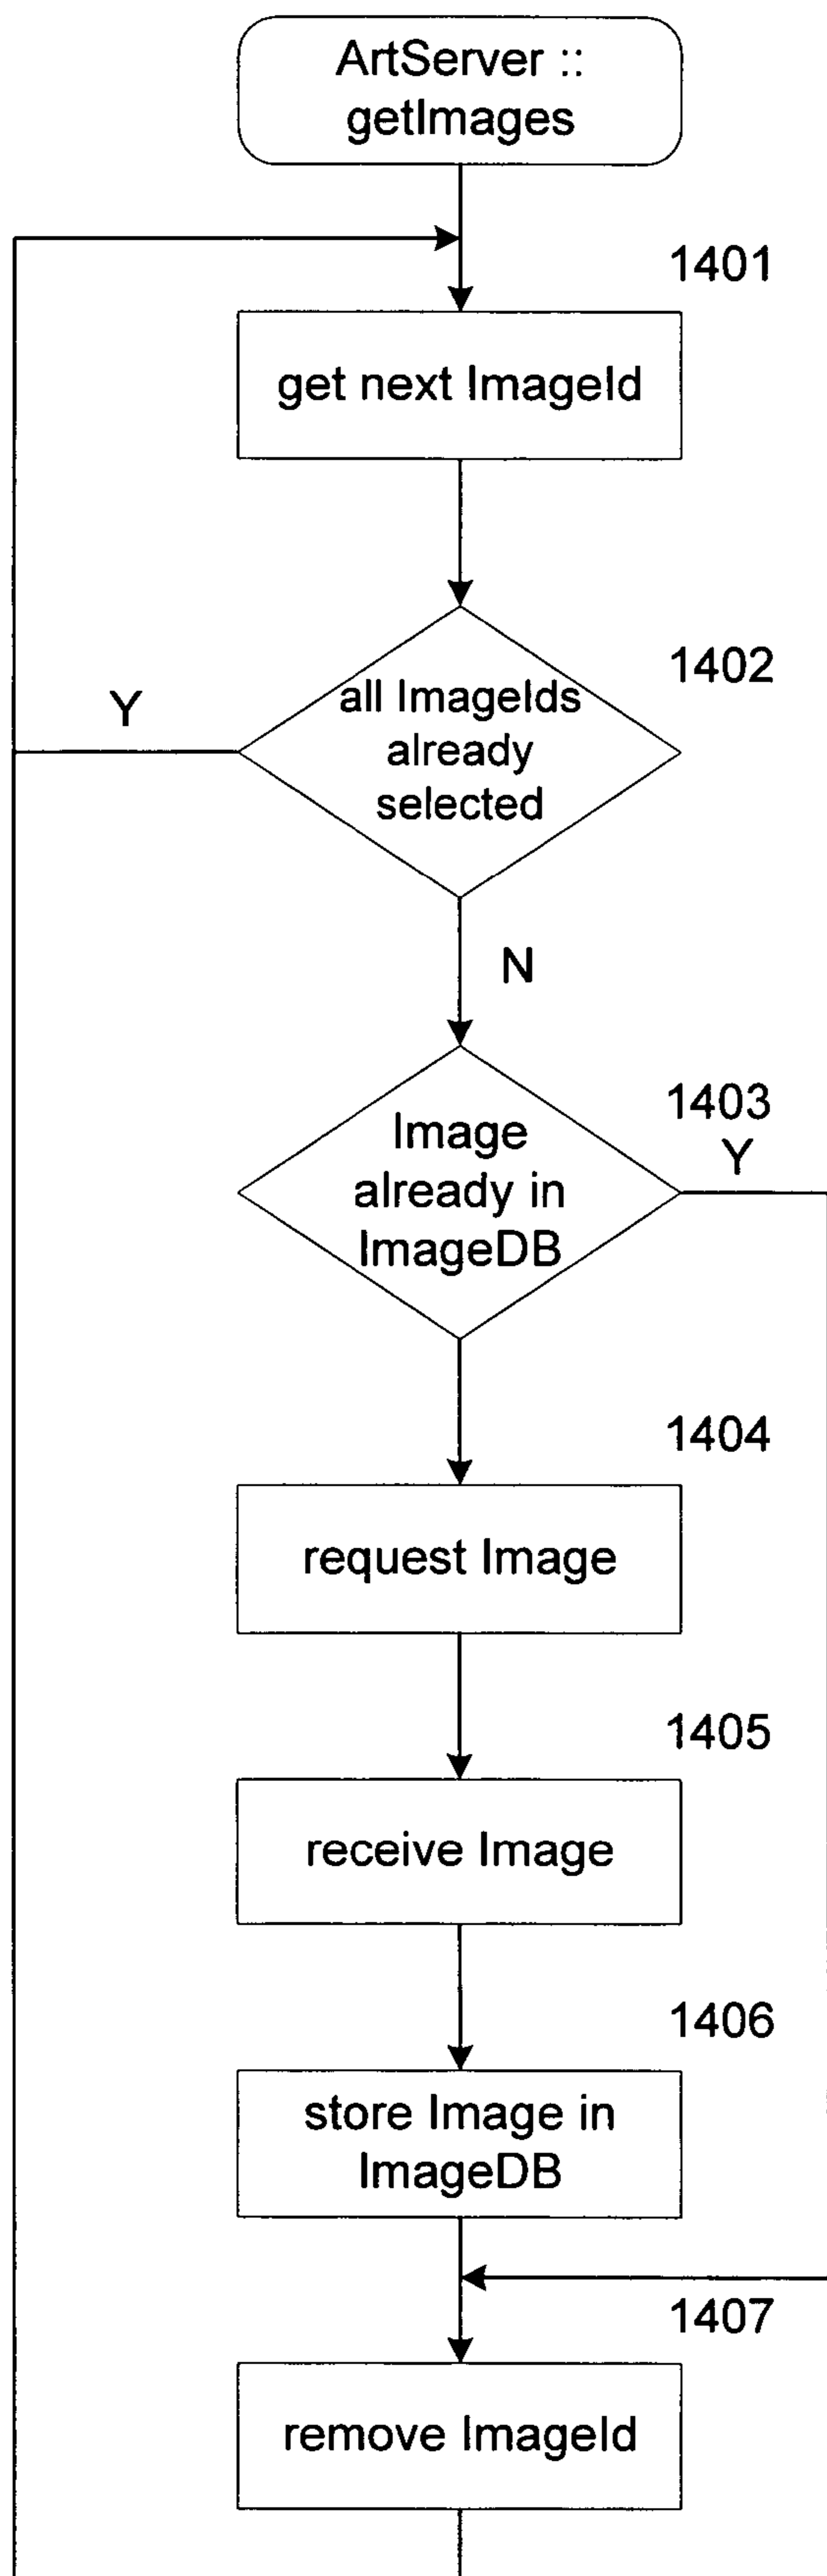 ArtServer ::
getImages
1401
get next ImageId
1402
all ImageIds
already
selected
Y
N
1403
Y
Image
already in
ImageDB
1404
request Image
1405
receive Image
1406
store Image in
ImageDB
1407
remove ImageId